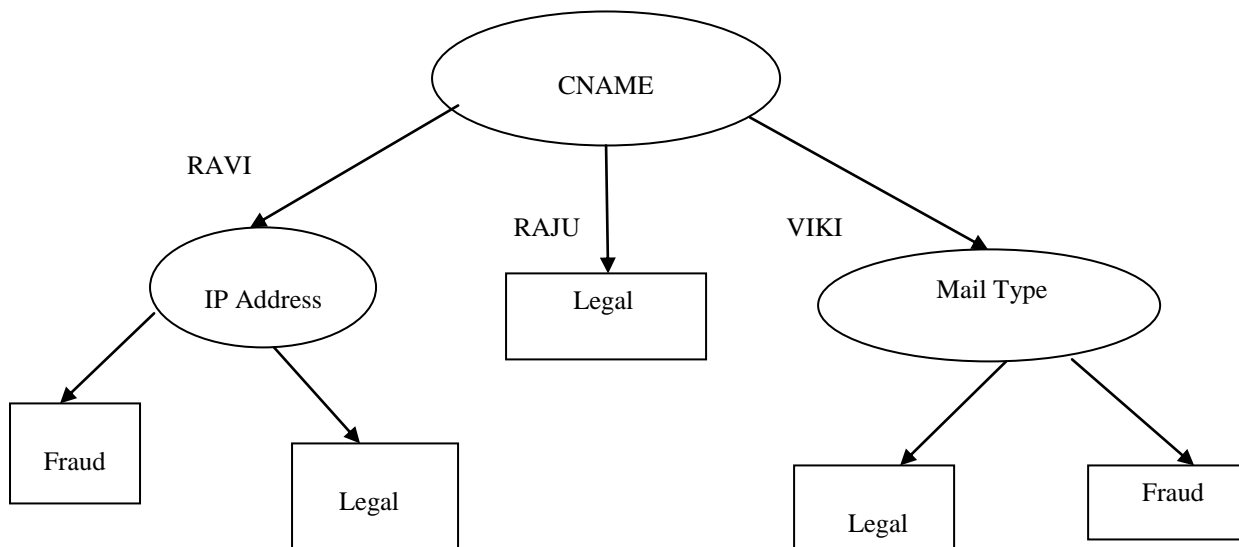 CNAME
RAVI
RAJU
VIKI
IP Address
Legal
Mail Type
Fraud
Legal
Legal
Fraud